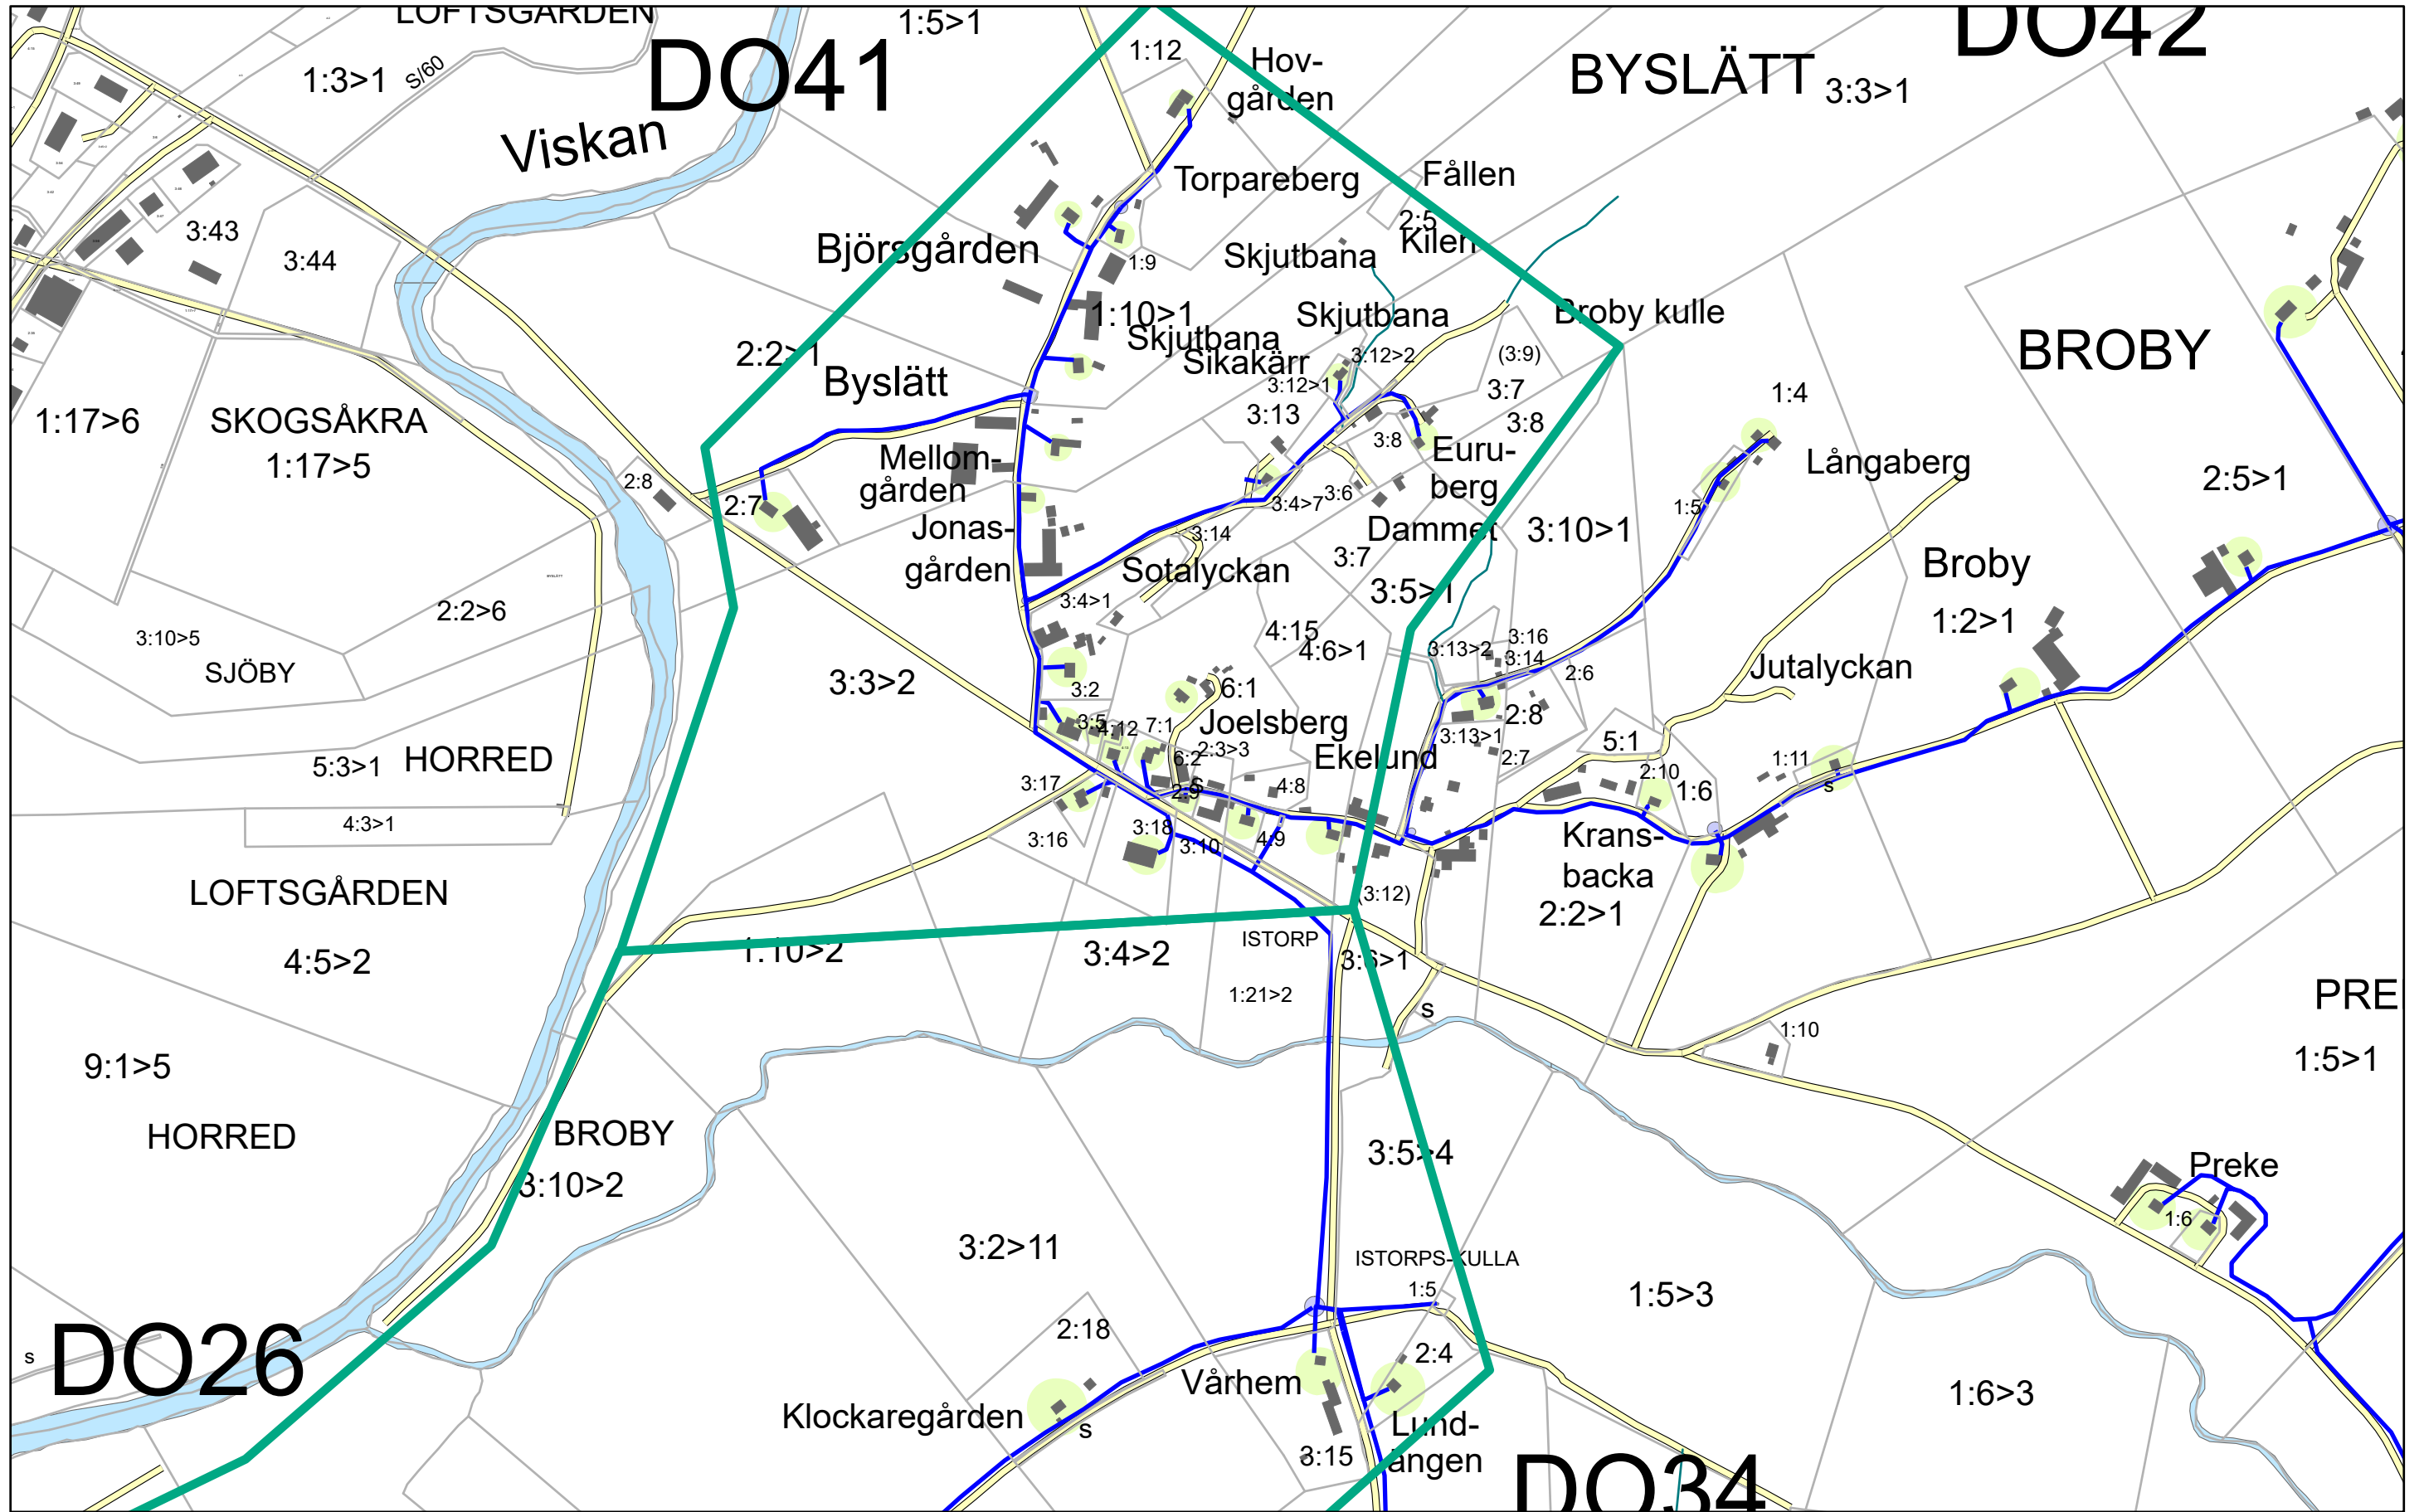 LOFTSGÅRDEN
1:5>1
DO41
DO42
1:12
Hov-
gården
BYSLÄTT
3:3>1
1:3>1
S/60
Viskan
Torpareberg
Fållen
2:5
Kilen
3:43
3:44
Björsgården
1:9
Skjutbana
1:10>1
Skjutbana
Skjutbana
Broby kulle
BROBY
2:2>1
Sikakärr
3:12>2
(3:9)
Byslätt
3:12>1
3:7
1:4
1:17>6
SKOGSÅKRA
3:13
3:8
3:8
1:17>5
Mellom-
gården
Euru-
berg
Långaberg
2:5>1
2:8
2:7
3:6
3:4>7
1:5
Jonas-
gården
3:14
Dammet
3:10>1
3:7
Sotalyckan
Broby
BYSLÄTT
3:5>1
2:2>6
3:4>1
1:2>1
3:10>5
4:15
4:6>1
3:16
3:13>2
3:14
SJÖBY
3:3>2
3:2
6:1
2:6
Jutalyckan
3:5
4:12
7:1
Joelsberg
2:8
3:13>1
5:1
5:3>1
HORRED
6:2
2:3>3
Ekelund
2:7
1:11
3:17
s
2:9
4:8
2:10
1:6
s
4:3>1
3:16
3:18
3:10
4:9
Krans-
backa
LOFTSGÅRDEN
(3:12)
2:2>1
4:5>2
1:10>2
3:4>2
ISTORP
3:6>1
1:21>2
s
PRE
1:10
9:1>5
1:5>1
HORRED
BROBY
3:10>2
3:5>4
Preke
1:6
3:2>11
ISTORPS-KULLA
1:5
1:5>3
DO26
s
2:18
2:4
Vårhem
1:6>3
Klockaregården
s
Lund-
ängen
3:15
DO34